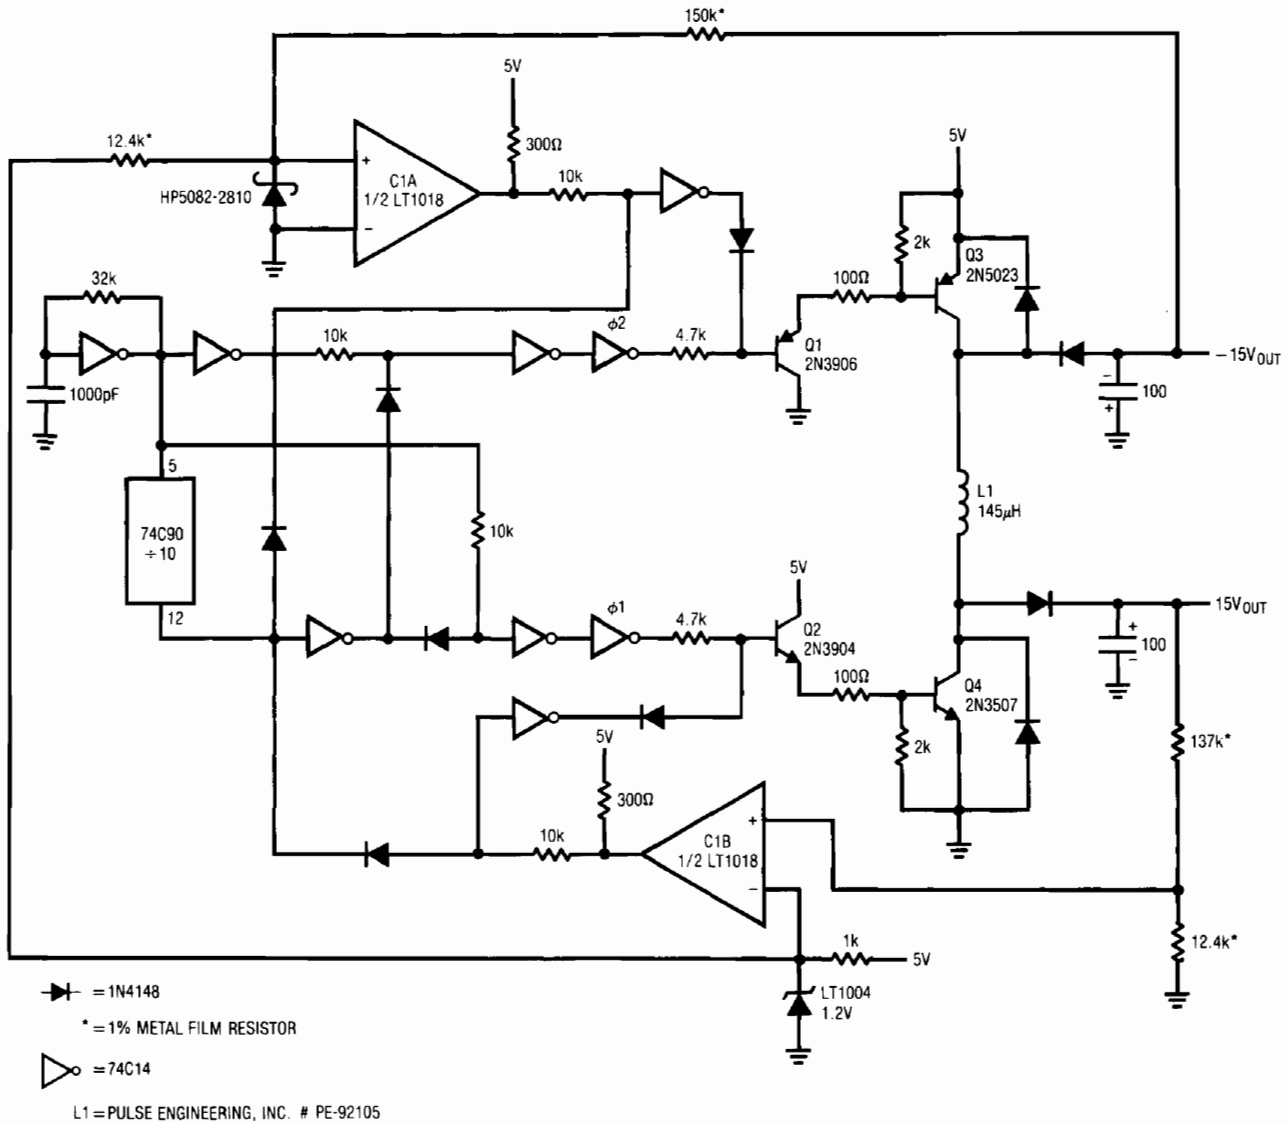 150k*
5V
12.4k*
300Ω
C1A
1/2 LT1018
+
−
10k
HP5082-2810
5V
2k
Q3
2N5023
32k
100Ω
ϕ2
10k
4.7k
Q1
2N3906
−15VOUT
1000pF
−
100
+
5
L1
145μH
74C90
÷10
10k
12
5V
15VOUT
ϕ1
4.7k
Q2
2N3904
+
100
−
100Ω
Q4
2N3507
5V
2k
137k*
300Ω
+
C1B
1/2 LT1018
−
10k
1k
5V
12.4k*
LT1004
1.2V
= 1N4148
* = 1% METAL FILM RESISTOR
= 74C14
L1 = PULSE ENGINEERING, INC. # PE-92105